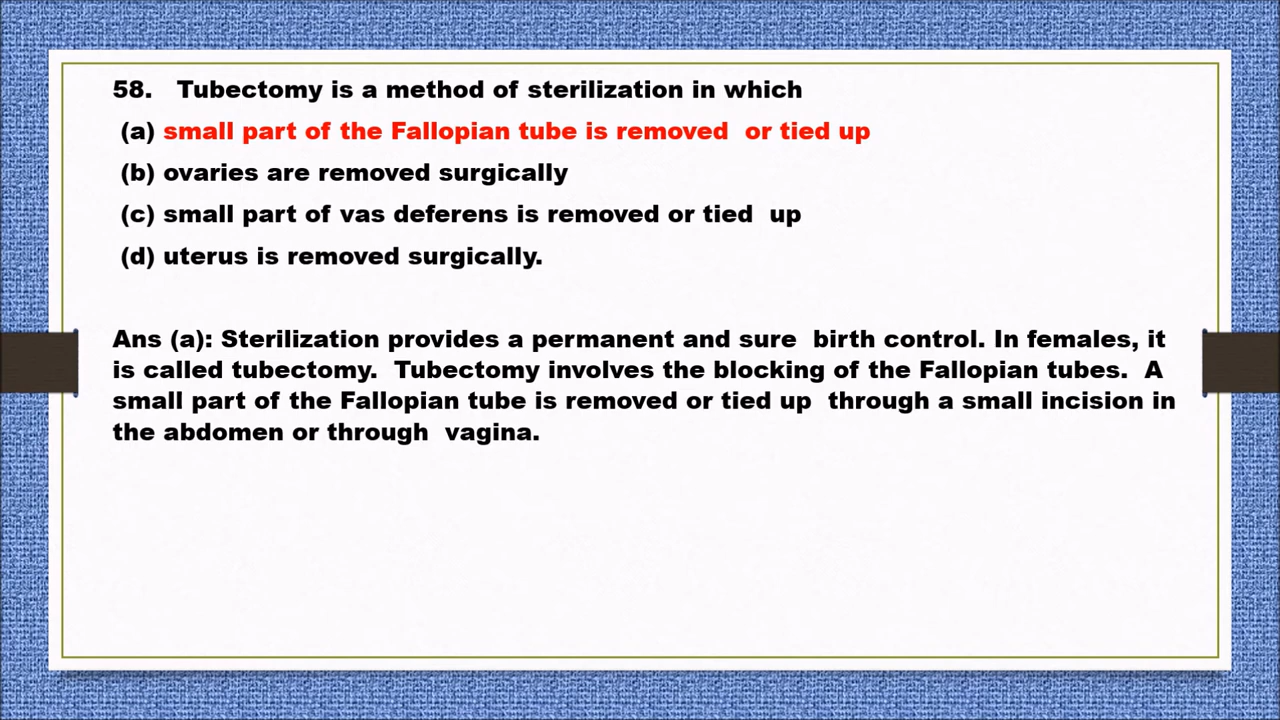 58. Tubectomy is a method of sterilization in which
(a) small part of the Fallopian tube is removed or tied up
(b) ovaries are removed surgically
(c) small part of vas deferens is removed or tied up
(d) uterus is removed surgically.
Ans (a): Sterilization provides a permanent and sure birth control. In females, it
is called tubectomy. Tubectomy involves the blocking of the Fallopian tubes. A
small part of the Fallopian tube is removed or tied up through a small incision in
the abdomen or through vagina.